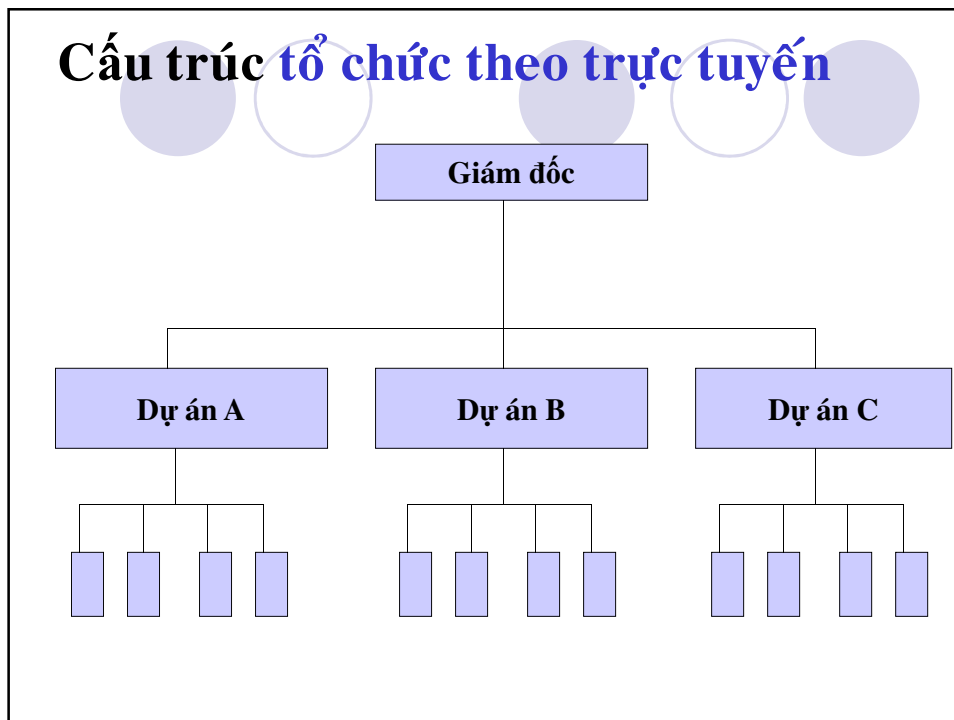 Cấu trúc tổ chức theo trực tuyến
Giám đốc
Dự án A
Dự án B
Dự án C